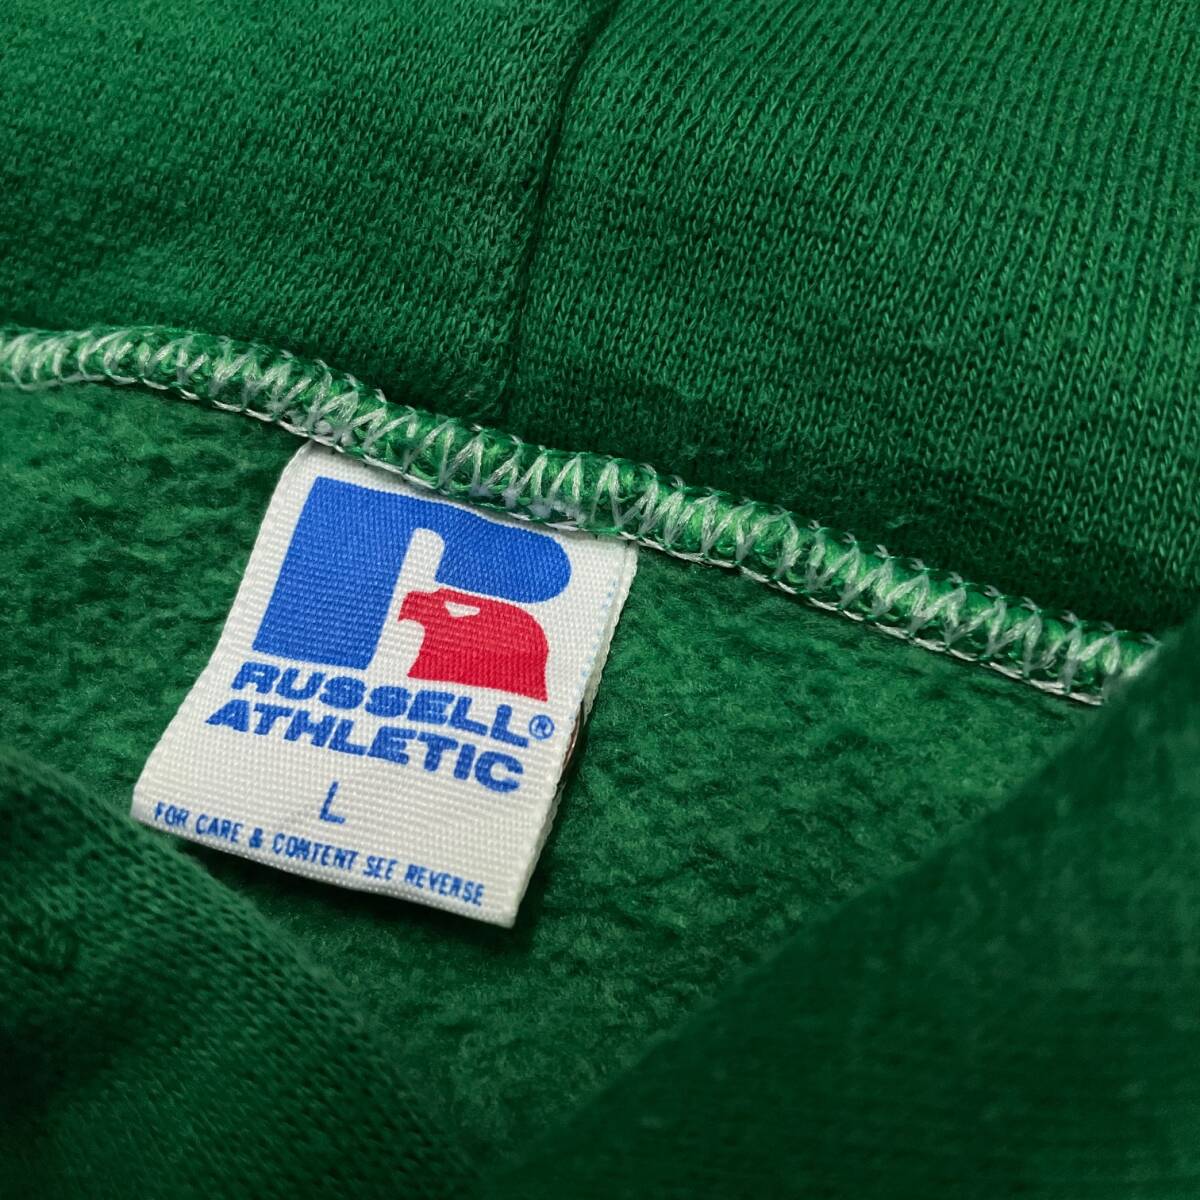 R
RUSSELL®
ATHLETIC
L
FOR CARE & CONTENT SEE REVERSE